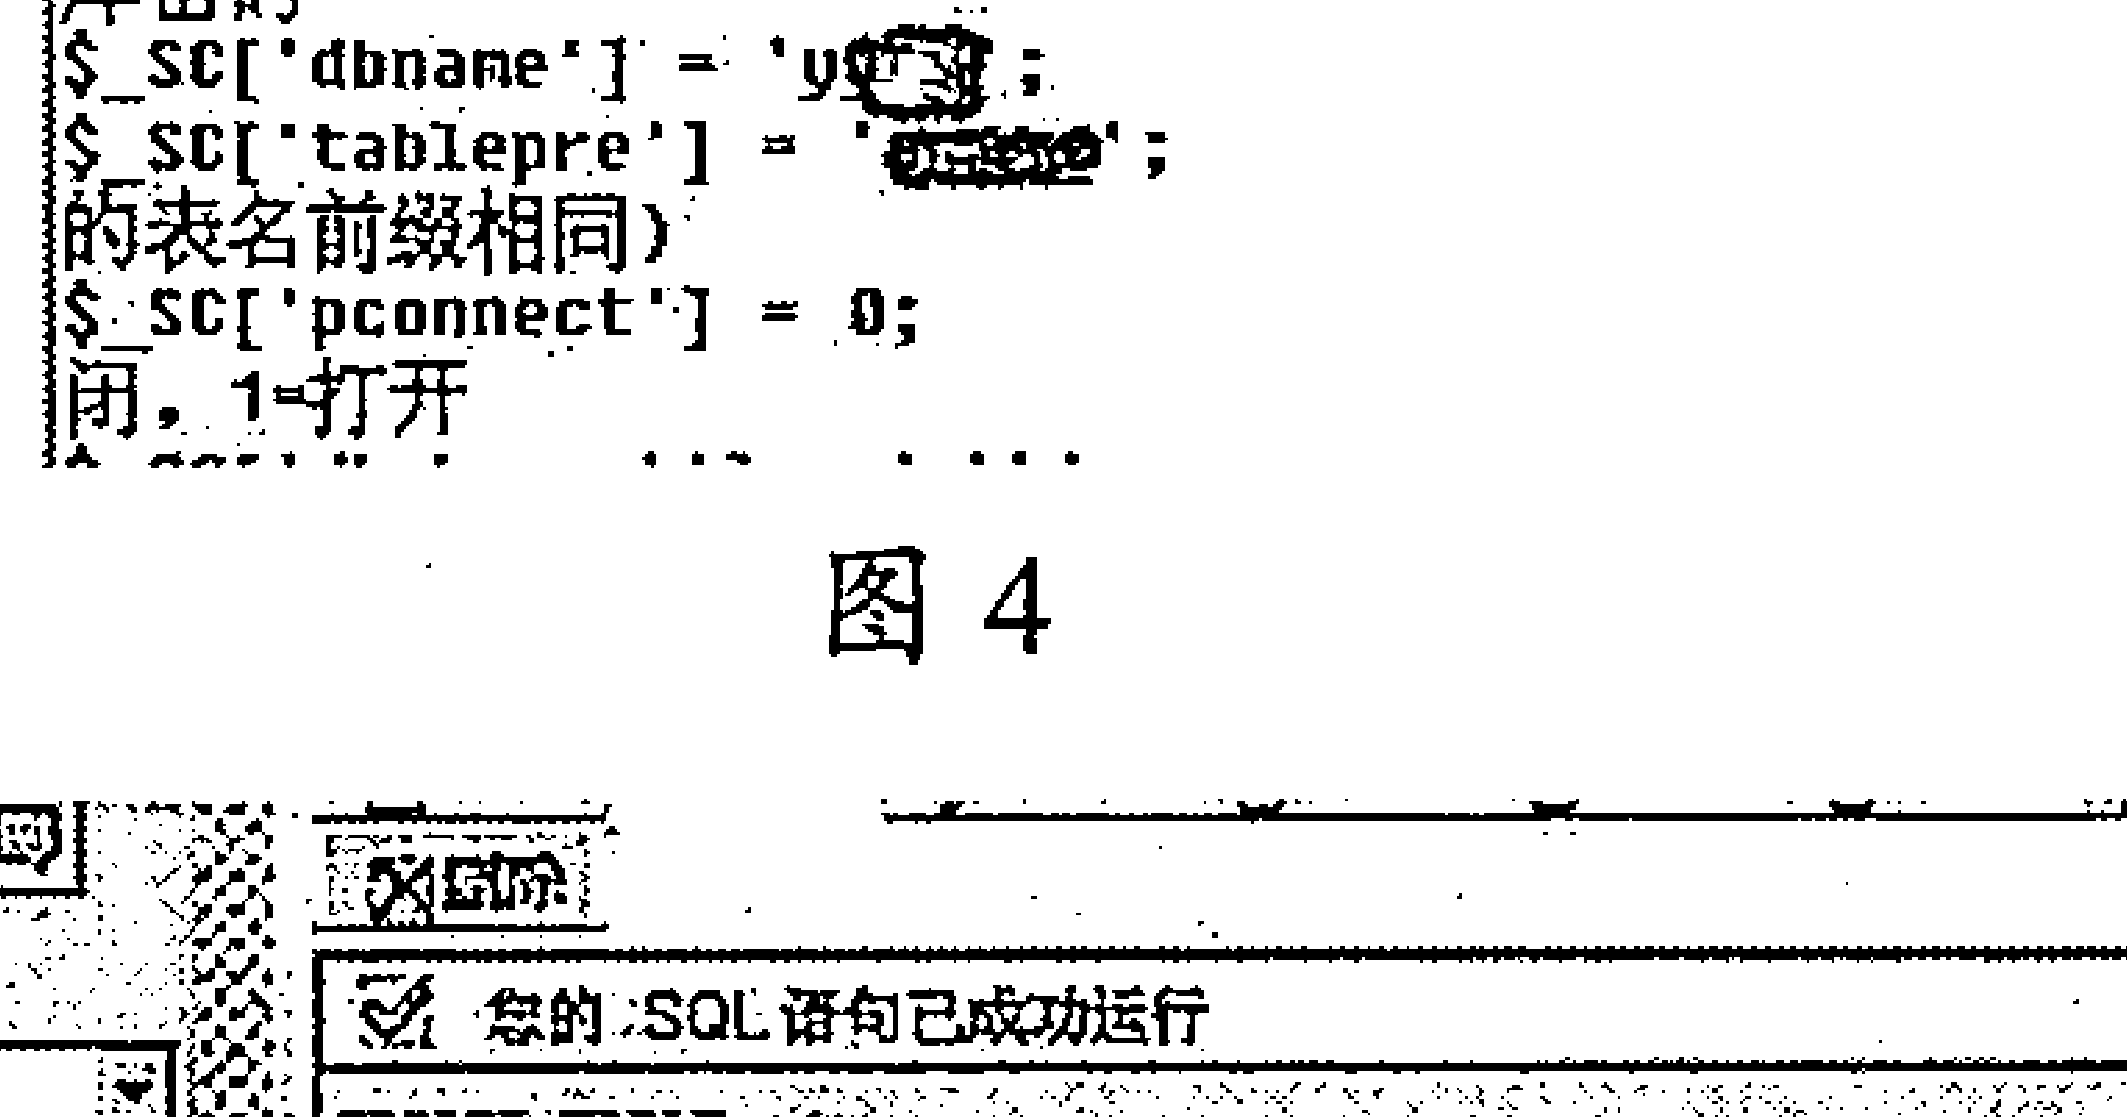 $_SC['dbname'] = 'y ;
$_SC['tablepre'] = ' ';
的表名前缀相同)
$_SC['pconnect'] = 0;
闭, 1=打开
图 4
的
您的 SQL 语句已成功运行